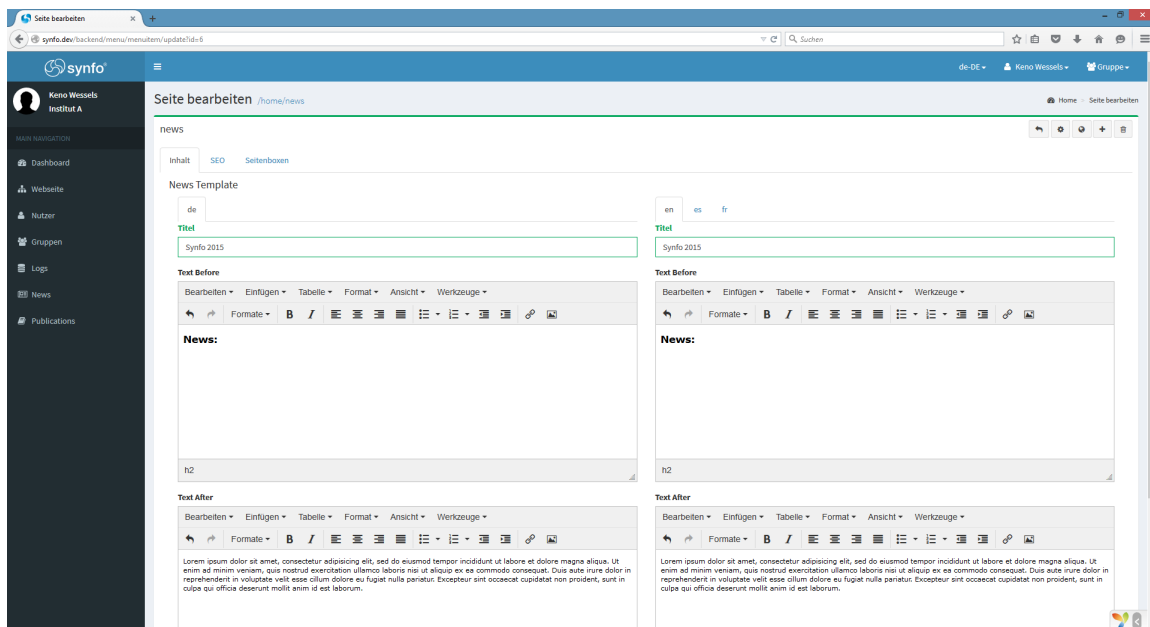 Seite bearbeiten
synfo.dev/backend/menu/menuitem/update?id=6
Suchen
synfo
de-DE
Keno Wessels
Gruppe
Keno Wessels
Institut A
MAIN NAVIGATION
Dashboard
Webseite
Nutzer
Gruppen
Logs
News
Publications
Seite bearbeiten /home/news
Home
Seite bearbeiten
news
Inhalt
SEO
Seitenboxen
News Template
de
Titel
Synfo 2015
Text Before
Bearbeiten Einfügen Tabelle Format Ansicht Werkzeuge
Formate B I
News:
h2
Text After
Bearbeiten Einfügen Tabelle Format Ansicht Werkzeuge
Formate B I
Lorem ipsum dolor sit amet, consectetur adipisicing elit, sed do eiusmod tempor incididunt ut labore et dolore magna aliqua. Ut
enim ad minim veniam, quis nostrud exercitation ullamco laboris nisi ut aliquip ex ea commodo consequat. Duis aute irure dolor in
reprehenderit in voluptate velit esse cillum dolore eu fugiat nulla pariatur. Excepteur sint occaecat cupidatat non proident, sunt in
culpa qui officia deserunt mollit anim id est laborum.
en es fr
Titel
Synfo 2015
Text Before
Bearbeiten Einfügen Tabelle Format Ansicht Werkzeuge
Formate B I
News:
h2
Text After
Bearbeiten Einfügen Tabelle Format Ansicht Werkzeuge
Formate B I
Lorem ipsum dolor sit amet, consectetur adipisicing elit, sed do eiusmod tempor incididunt ut labore et dolore magna aliqua. Ut
enim ad minim veniam, quis nostrud exercitation ullamco laboris nisi ut aliquip ex ea commodo consequat. Duis aute irure dolor in
reprehenderit in voluptate velit esse cillum dolore eu fugiat nulla pariatur. Excepteur sint occaecat cupidatat non proident, sunt in
culpa qui officia deserunt mollit anim id est laborum.